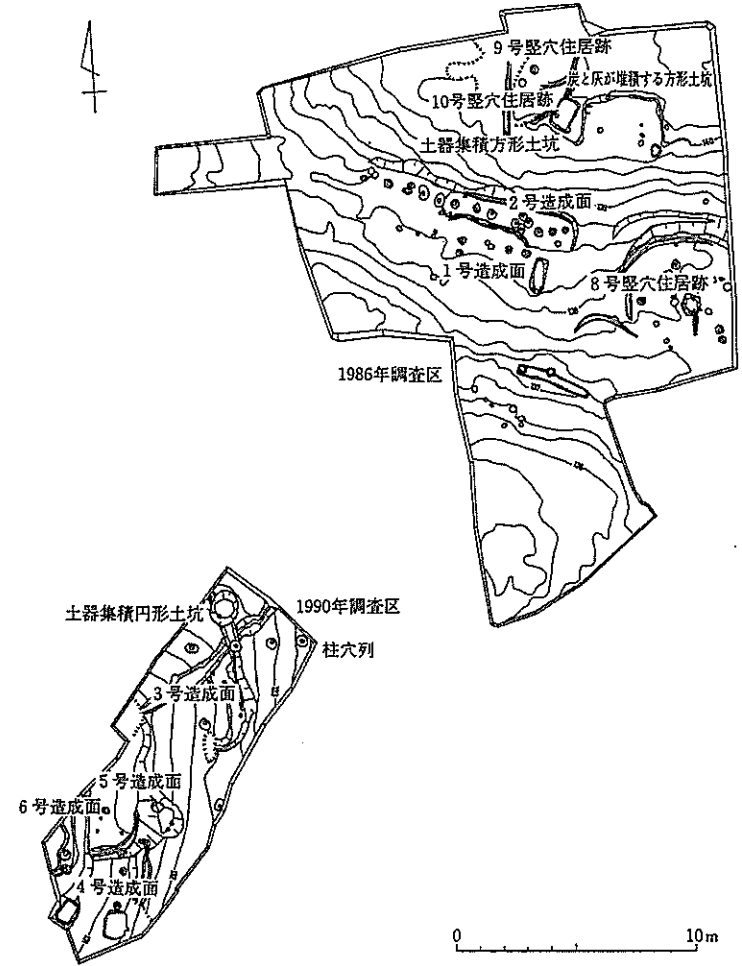 9号竪穴住居跡
炭と灰が堆積する方形土坑
10号竪穴住居跡
土器集積方形土坑
2号造成面
1号造成面
8号竪穴住居跡
1986年調査区
土器集積円形土坑
1990年調査区
柱穴列
3号造成面
5号造成面
6号造成面
4号造成面
0
10m